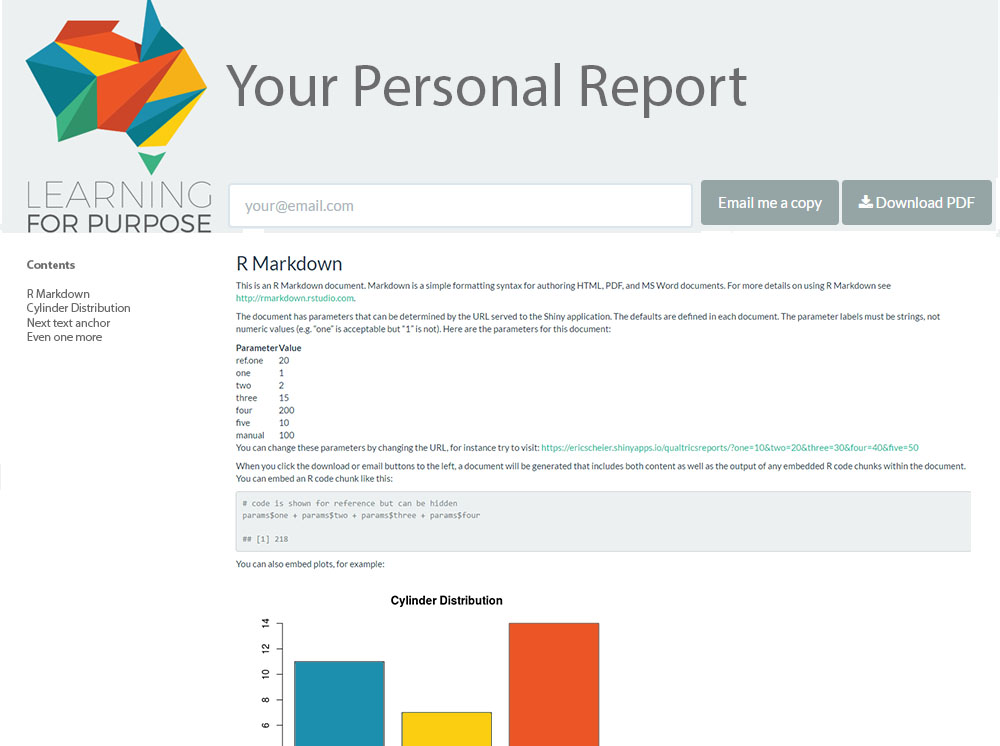 Your Personal Report
LEARNING
FOR PURPOSE
your@email.com
Email me a copy
Download PDF
Contents
R Markdown
Cylinder Distribution
Next text anchor
Even one more
R Markdown
This is an R Markdown document. Markdown is a simple formatting syntax for authoring HTML, PDF, and MS Word documents. For more details on using R Markdown see
http://rmarkdown.rstudio.com.
The document has parameters that can be determined by the URL served to the Shiny application. The defaults are defined in each document. The parameter labels must be strings, not
numeric values (e.g. "one" is acceptable but "1" is not). Here are the parameters for this document:
Parameter Value
ref.one 20
one 1
two 2
three 15
four 200
five 10
manual 100
You can change these parameters by changing the URL, for instance try to visit: https://ericscheier.shinyapps.io/qualtricsreports/?one=10&two=20&three=30&four=40&five=50
When you click the download or email buttons to the left, a document will be generated that includes both content as well as the output of any embedded R code chunks within the document.
You can embed an R code chunk like this:
# code is shown for reference but can be hidden
params$one + params$two + params$three + params$four
## [1] 218
You can also embed plots, for example:
Cylinder Distribution
14
12
10
8
6